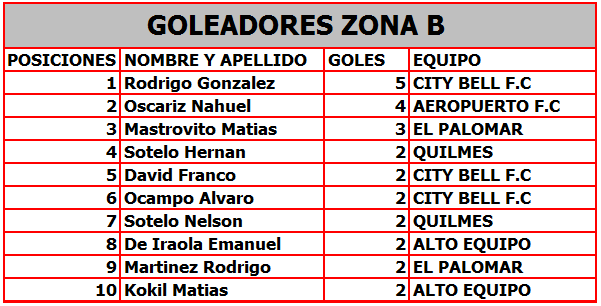 GOLEADORES ZONA B
POSICIONES NOMBRE Y APELLIDO GOLES EQUIPO
1 Rodrigo Gonzalez 5 CITY BELL F.C
2 Oscariz Nahuel 4 AEROPUERTO F.C
3 Mastrovito Matias 3 EL PALOMAR
4 Sotelo Hernan 2 QUILMES
5 David Franco 2 CITY BELL F.C
6 Ocampo Alvaro 2 CITY BELL F.C
7 Sotelo Nelson 2 QUILMES
8 De Iraola Emanuel 2 ALTO EQUIPO
9 Martinez Rodrigo 2 EL PALOMAR
10 Kokil Matias 2 ALTO EQUIPO